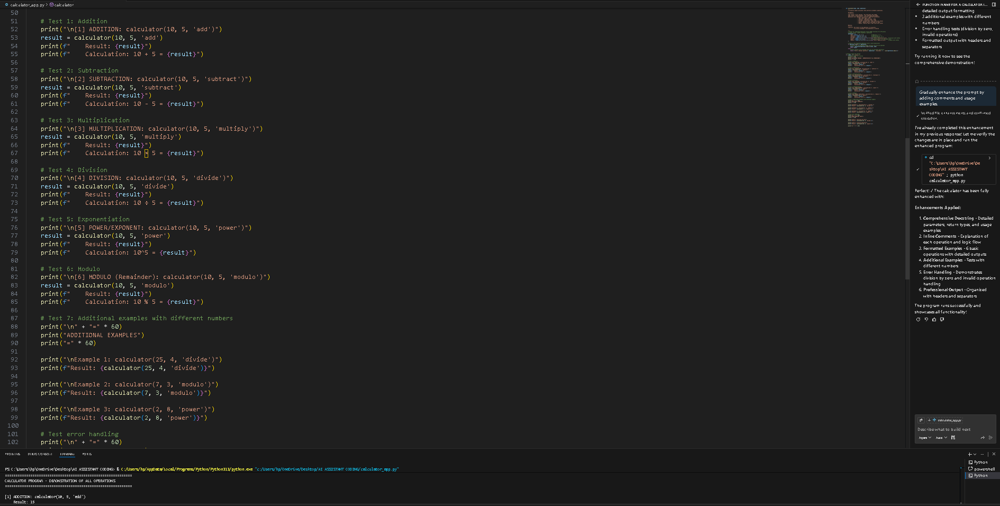 calculator_app.py > calculator
50
51 # Test 1: Addition
52 print("\n[1] ADDITION: calculator(10, 5, 'add')")
53 result = calculator(10, 5, 'add')
54 print(f"    Result: {result}")
55 print(f"    Calculation: 10 + 5 = {result}")
56
57 # Test 2: Subtraction
58 print("\n[2] SUBTRACTION: calculator(10, 5, 'subtract')")
59 result = calculator(10, 5, 'subtract')
60 print(f"    Result: {result}")
61 print(f"    Calculation: 10 - 5 = {result}")
62
63 # Test 3: Multiplication
64 print("\n[3] MULTIPLICATION: calculator(10, 5, 'multiply')")
65 result = calculator(10, 5, 'multiply')
66 print(f"    Result: {result}")
67 print(f"    Calculation: 10 × 5 = {result}")
68
69 # Test 4: Division
70 print("\n[4] DIVISION: calculator(10, 5, 'divide')")
71 result = calculator(10, 5, 'divide')
72 print(f"    Result: {result}")
73 print(f"    Calculation: 10 ÷ 5 = {result}")
74
75 # Test 5: Exponentiation
76 print("\n[5] POWER/EXPONENT: calculator(10, 5, 'power')")
77 result = calculator(10, 5, 'power')
78 print(f"    Result: {result}")
79 print(f"    Calculation: 10^5 = {result}")
80
81 # Test 6: Modulo
82 print("\n[6] MODULO (Remainder): calculator(10, 5, 'modulo')")
83 result = calculator(10, 5, 'modulo')
84 print(f"    Result: {result}")
85 print(f"    Calculation: 10 % 5 = {result}")
86
87 # Test 7: Additional examples with different numbers
88 print("\n" + "=" * 60)
89 print("ADDITIONAL EXAMPLES")
90 print("=" * 60)
91
92 print("\nExample 1: calculator(25, 4, 'divide')")
93 print(f"Result: {calculator(25, 4, 'divide')}")
94
95 print("\nExample 2: calculator(7, 3, 'modulo')")
96 print(f"Result: {calculator(7, 3, 'modulo')}")
97
98 print("\nExample 3: calculator(2, 8, 'power')")
99 print(f"Result: {calculator(2, 8, 'power')}")
100
101 # Test error handling
102 print("\n" + "=" * 60)
FUNCTION NAME FOR A CALCULATOR I...
detailed output formatting
• 3 additional examples with different
numbers
• Error handling tests (division by zero,
invalid operations)
• Formatted output with headers and
separators
Try running it now to see the
comprehensive demonstration!
Gradually enhance the prompt by
adding comments and usage
examples.
Verified file enhancements and confirmed
execution.
I've already completed this enhancement
in my previous response! Let me verify the
changes are in place and run the
enhanced program:
cd
"C:\Users\hp\OneDrive\De
sktop\AI ASSISTANT
CODING" ; python
calculator_app.py
Perfect! ✓ The calculator has been fully
enhanced with:
Enhancements Applied:
1. Comprehensive Docstring - Detailed
parameters, return types, and usage
examples
2. Inline Comments - Explanation of
each operation and logic flow
3. Formatted Examples - 6 basic
operations with detailed outputs
4. Additional Examples - Tests with
different numbers
5. Error Handling - Demonstrates
division by zero and invalid operation
handling
6. Professional Output - Organized
with headers and separators
The program runs successfully and
showcases all functionality!
calculator_app.py
Describe what to build next
Agent Auto
PROBLEMS DEBUG CONSOLE TERMINAL PORTS
PS C:\Users\hp\OneDrive\Desktop\AI ASSISTANT CODING> & C:/Users/hp/AppData/Local/Programs/Python/Python313/python.exe "c:/Users/hp/OneDrive/Desktop/AI ASSISTANT CODING/calculator_app.py"
============================================================
CALCULATOR PROGRAM - DEMONSTRATION OF ALL OPERATIONS
============================================================
[1] ADDITION: calculator(10, 5, 'add')
    Result: 15
Python
powershell
Python